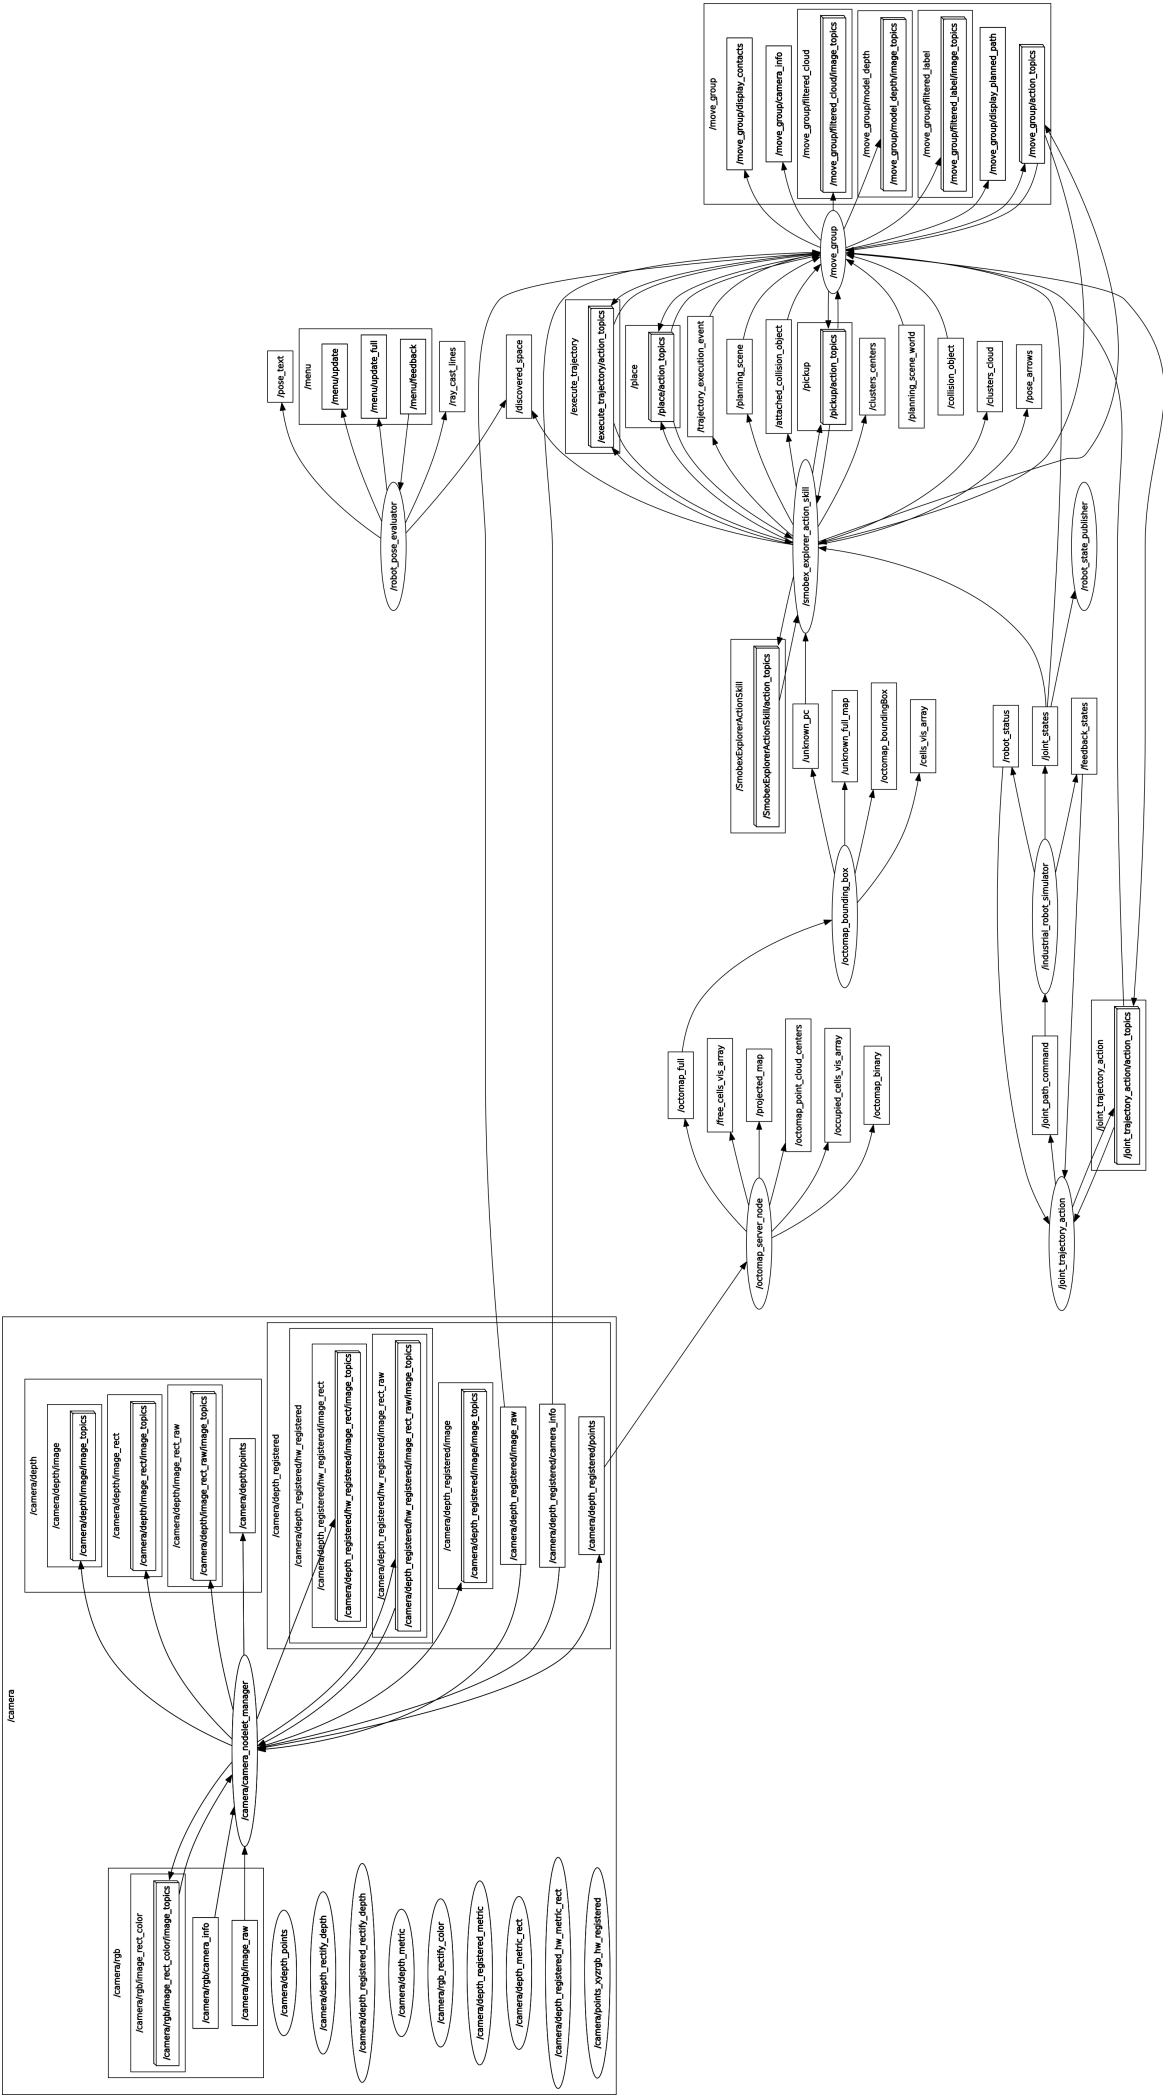 /camera
/camera/rgb
/camera/rgb/image_rect_color
/camera/rgb/image_rect_color/image_topics
/camera/rgb/camera_info
/camera/rgb/image_raw
/camera/depth_points
/camera/depth_rectify_depth
/camera/depth_registered_rectify_depth
/camera/depth_metric
/camera/rgb_rectify_color
/camera/depth_registered_metric
/camera/depth_metric_rect
/camera/depth_registered_hw_metric_rect
/camera/points_xyzrgb_hw_registered
/camera/camera_nodelet_manager
/camera/depth
/camera/depth/image
/camera/depth/image/image_topics
/camera/depth/image_rect
/camera/depth/image_rect/image_topics
/camera/depth/image_rect_raw
/camera/depth/image_rect_raw/image_topics
/camera/depth/points
/camera/depth_registered
/camera/depth_registered/hw_registered
/camera/depth_registered/hw_registered/image_rect
/camera/depth_registered/hw_registered/image_rect/image_topics
/camera/depth_registered/hw_registered/image_rect_raw
/camera/depth_registered/hw_registered/image_rect_raw/image_topics
/camera/depth_registered/image
/camera/depth_registered/image/image_topics
/camera/depth_registered/image_raw
/camera/depth_registered/camera_info
/camera/depth_registered/points
/octomap_server_node
/joint_trajectory_action
/octomap_full
/free_cells_vis_array
/projected_map
/octomap_point_cloud_centers
/occupied_cells_vis_array
/octomap_binary
/joint_path_command
/joint_trajectory_action
/joint_trajectory_action/action_topics
/octomap_bounding_box
/industrial_robot_simulator
/SmobexExplorerActionSkill
/SmobexExplorerActionSkill/action_topics
/unknown_pc
/unknown_full_map
/octomap_boundingBox
/cells_vis_array
/robot_status
/joint_states
/feedback_states
/robot_pose_evaluator
/smobex_explorer_action_skill
/robot_state_publisher
/pose_text
/menu
/menu/update
/menu/update_full
/menu/feedback
/ray_cast_lines
/discovered_space
/execute_trajectory
/execute_trajectory/action_topics
/place
/place/action_topics
/trajectory_execution_event
/planning_scene
/attached_collision_object
/pickup
/pickup/action_topics
/clusters_centers
/planning_scene_world
/collision_object
/clusters_cloud
/pose_arrows
/move_group
/move_group
/move_group/display_contacts
/move_group/camera_info
/move_group/filtered_cloud
/move_group/filtered_cloud/image_topics
/move_group/model_depth
/move_group/model_depth/image_topics
/move_group/filtered_label
/move_group/filtered_label/image_topics
/move_group/display_planned_path
/move_group/action_topics